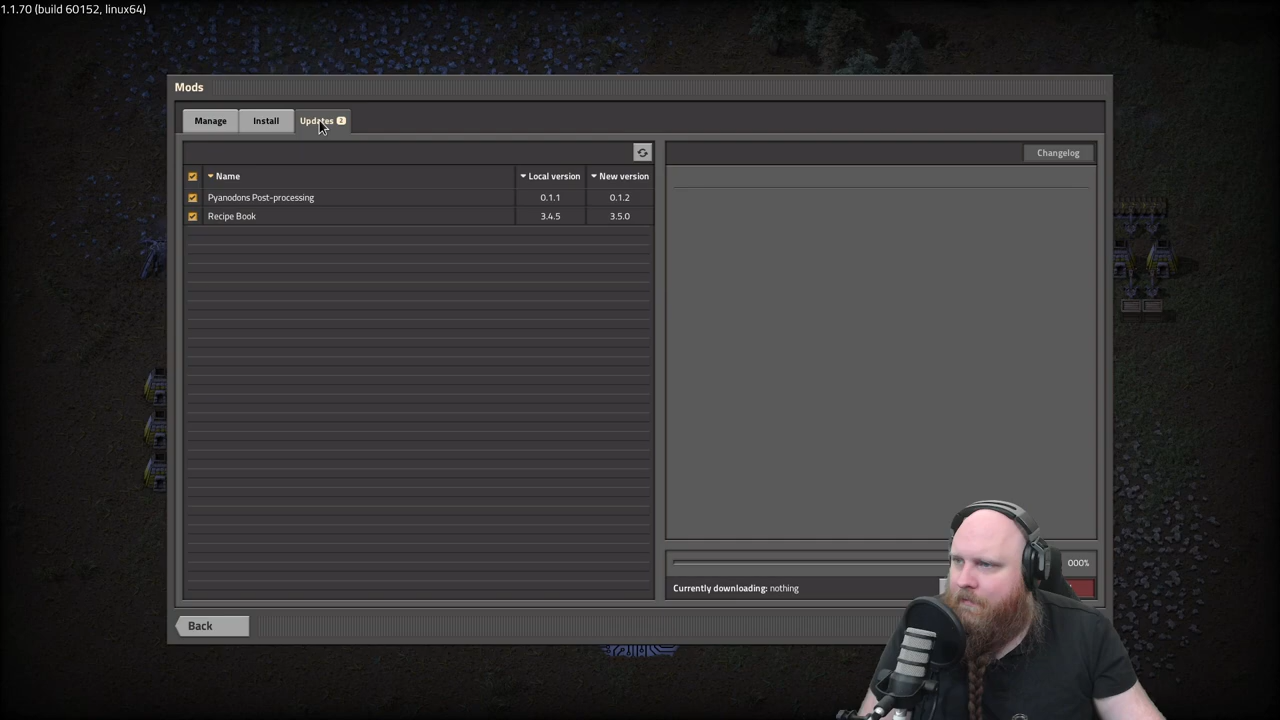 1.1.70 (build 60152, linux64)
Mods
Manage Install Updates 2
Changelog
Name Local version New version
Pyanodons Post-processing 0.1.1 0.1.2
Recipe Book 3.4.5 3.5.0
000%
Currently downloading: nothing
Back